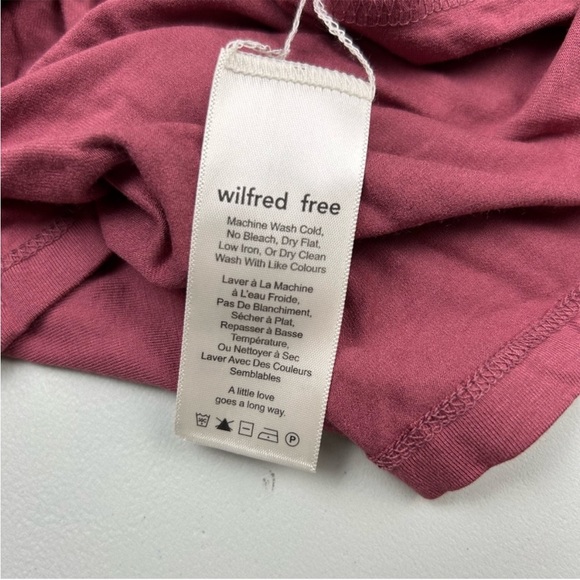 wilfred free
Machine Wash Cold,
No Bleach, Dry Flat,
Low Iron, Or Dry Clean
Wash With Like Colours
Laver à La Machine
à L'eau Froide,
Pas De Blanchiment,
Sécher à Plat,
Repasser à Basse
Température,
Ou Nettoyer à Sec
Laver Avec Des Couleurs
Semblables
A little love
goes a long way.
30C P